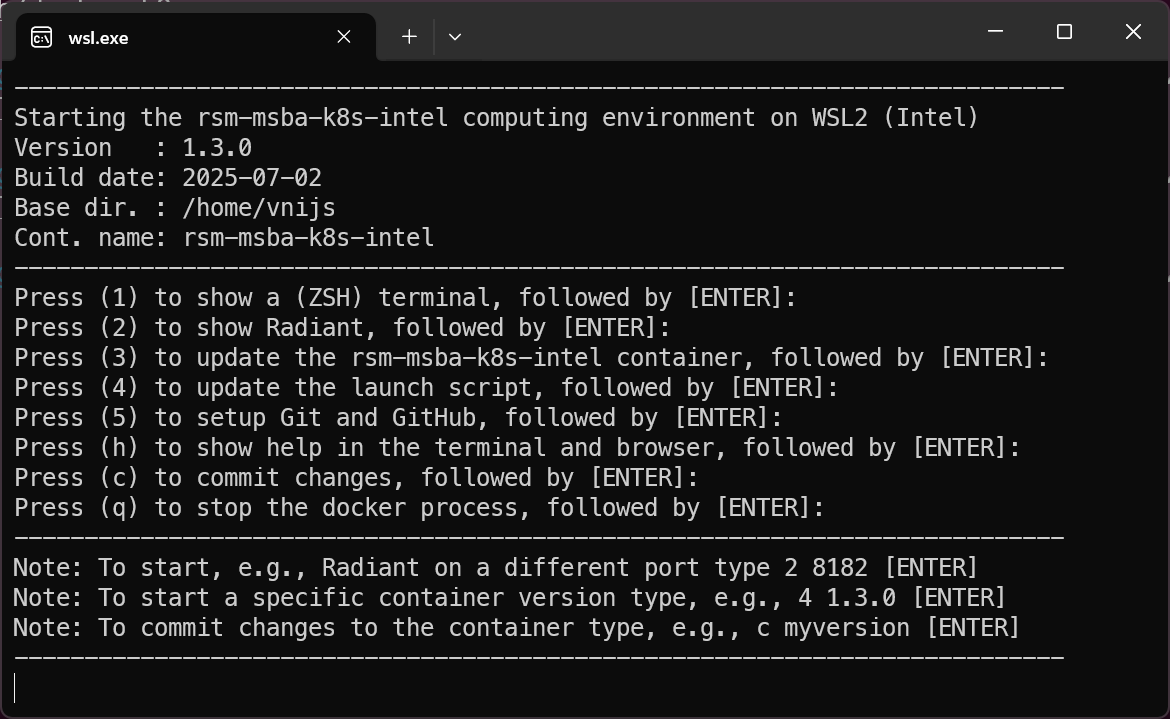 wsl.exe
-----------------------------------------------------------------------
Starting the rsm-msba-k8s-intel computing environment on WSL2 (Intel)
Version   : 1.3.0
Build date: 2025-07-02
Base dir. : /home/vnijs
Cont. name: rsm-msba-k8s-intel
-----------------------------------------------------------------------
Press (1) to show a (ZSH) terminal, followed by [ENTER]:
Press (2) to show Radiant, followed by [ENTER]:
Press (3) to update the rsm-msba-k8s-intel container, followed by [ENTER]:
Press (4) to update the launch script, followed by [ENTER]:
Press (5) to setup Git and GitHub, followed by [ENTER]:
Press (h) to show help in the terminal and browser, followed by [ENTER]:
Press (c) to commit changes, followed by [ENTER]:
Press (q) to stop the docker process, followed by [ENTER]:
-----------------------------------------------------------------------
Note: To start, e.g., Radiant on a different port type 2 8182 [ENTER]
Note: To start a specific container version type, e.g., 4 1.3.0 [ENTER]
Note: To commit changes to the container type, e.g., c myversion [ENTER]
-----------------------------------------------------------------------